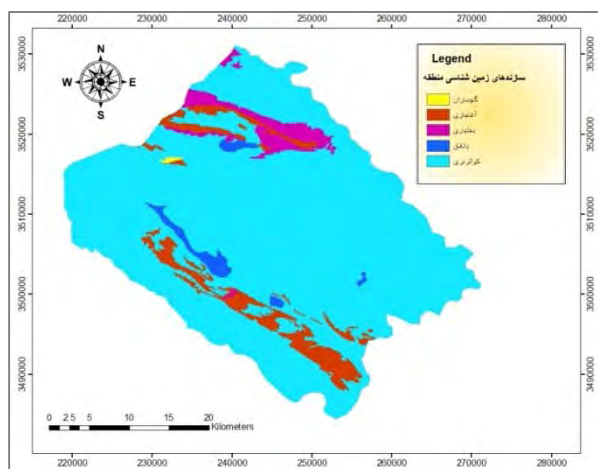 220000 230000 240000 250000 260000 270000 280000
3530000 3520000 3510000 3500000 3490000
N
W E
S
Legend
سازندهای زمین شناسی منطقه
گچساران
آغاجاری
بختیاری
باتلاق
کواترنری
3530000 3520000 3510000 3500000 3490000
0 2.5 5 10 15 20
Kilometers
220000 230000 240000 250000 260000 270000 280000